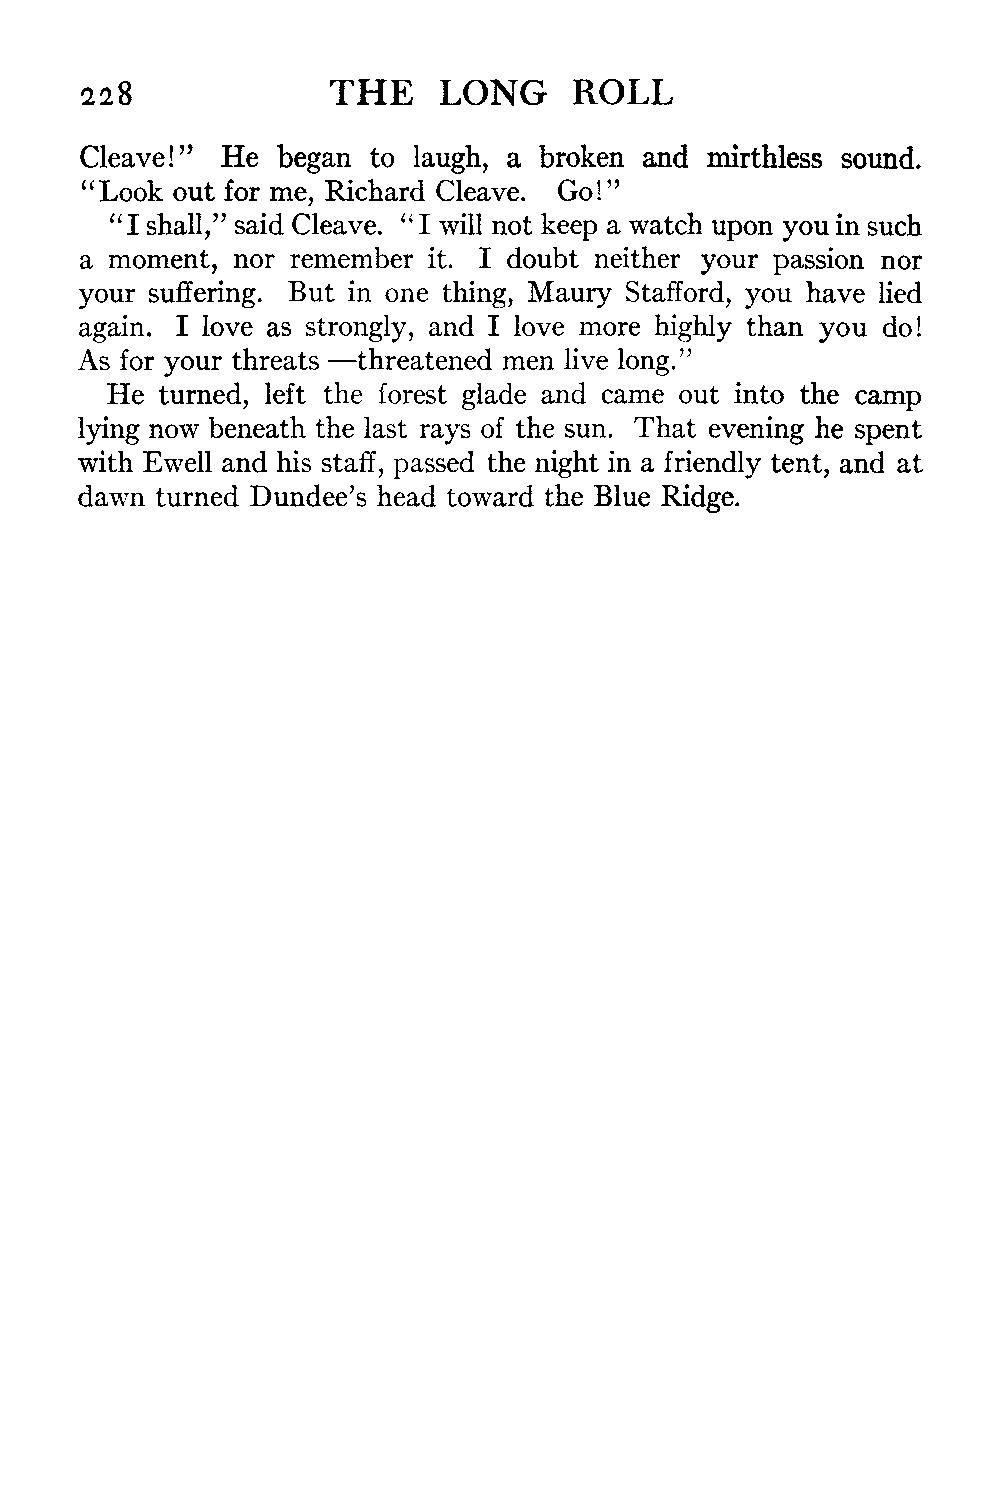 228 THE LONG ROLL
Cleave!" He began to laugh, a broken and mirthless sound.
"Look out for me, Richard Cleave. Go!"
"I shall," said Cleave. "I will not keep a watch upon you in such
a moment, nor remember it. I doubt neither your passion nor
your suffering. But in one thing, Maury Stafford, you have lied
again. I love as strongly, and I love more highly than you do!
As for your threats —threatened men live long."
He turned, left the forest glade and came out into the camp
lying now beneath the last rays of the sun. That evening he spent
with Ewell and his staff, passed the night in a friendly tent, and at
dawn turned Dundee's head toward the Blue Ridge.